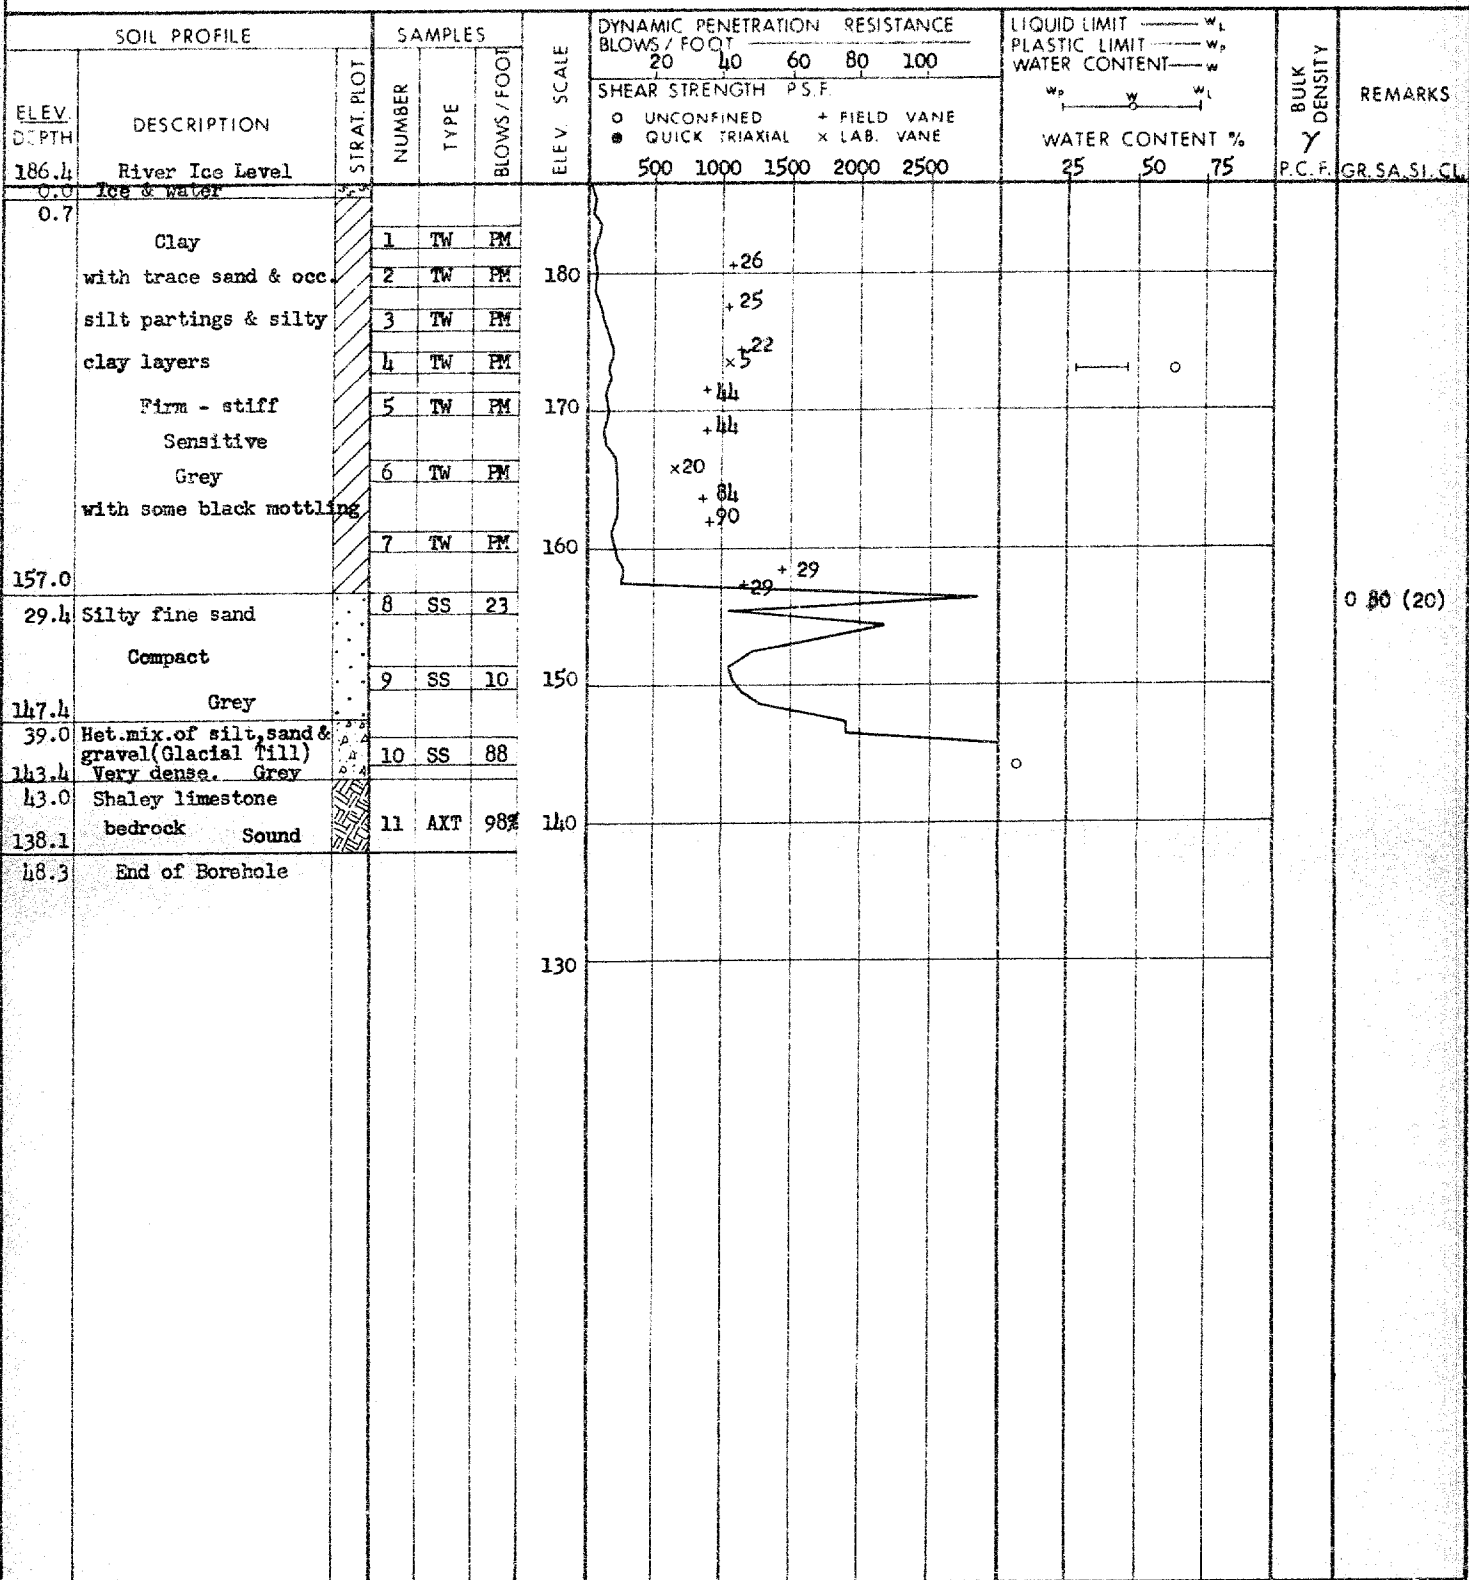 SOIL PROFILE
SAMPLES
ELEV. SCALE
DYNAMIC PENETRATION RESISTANCE
BLOWS / FOOT
20 40 60 80 100
SHEAR STRENGTH P.S.F.
o UNCONFINED + FIELD VANE
● QUICK TRIAXIAL x LAB. VANE
500 1000 1500 2000 2500
LIQUID LIMIT —— wL
PLASTIC LIMIT —— wP
WATER CONTENT — w
wP w wL
WATER CONTENT %
25 50 75
BULK DENSITY
γ
P.C.F.
REMARKS
GR. SA. SI. CL.
ELEV.
DEPTH
DESCRIPTION
STRAT. PLOT
NUMBER
TYPE
BLOWS / FOOT
186.4 River Ice Level
0.0 Ice & water
0.7
Clay
1 TW PM
+26
with trace sand & occ.
2 TW PM
180
+25
silt partings & silty
3 TW PM
+22
clay layers
4 TW PM
x5
+44
Firm - stiff
5 TW PM
170
+44
Sensitive
x20
Grey
6 TW PM
+ 84
with some black mottling
+90
7 TW PM
160
+ 29
157.0
+29
29.4 Silty fine sand
8 SS 23
0 80 (20)
Compact
9 SS 10
150
Grey
147.4
39.0 Het.mix.of silt,sand &
gravel(Glacial Till)
10 SS 88
143.4 Very dense. Grey
43.0 Shaley limestone
bedrock Sound
11 AXT 98%
140
138.1
48.3 End of Borehole
130